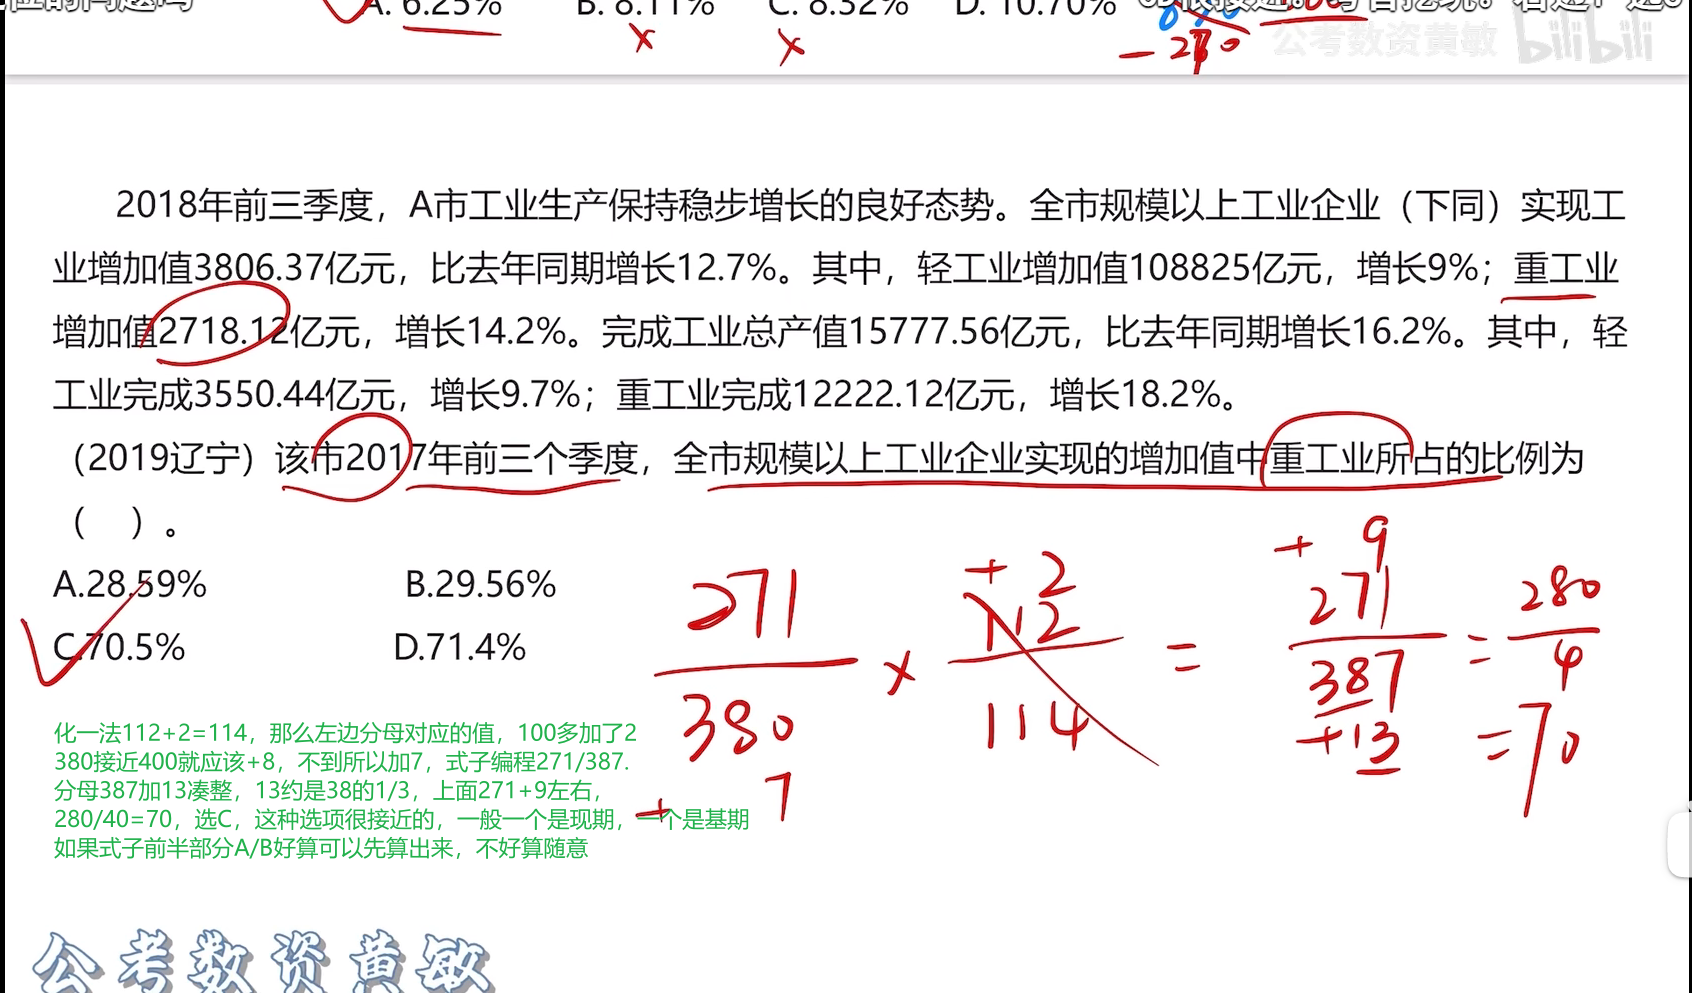 A. 6.25% B. 8.11% C. 8.32% D. 10.70%
× ×
-210
公考数资黄敏 bilibili
2018年前三季度，A市工业生产保持稳步增长的良好态势。全市规模以上工业企业（下同）实现工
业增加值3806.37亿元，比去年同期增长12.7%。其中，轻工业增加值108825亿元，增长9%；重工业
增加值2718.12亿元，增长14.2%。完成工业总产值15777.56亿元，比去年同期增长16.2%。其中，轻
工业完成3550.44亿元，增长9.7%；重工业完成12222.12亿元，增长18.2%。
（2019辽宁）该市2017年前三个季度，全市规模以上工业企业实现的增加值中重工业所占的比例为
（ ）。
A.28.59% B.29.56%
C.70.5% D.71.4%
+2 +9
271 × 112 = 271 = 280
380 114 387 4
+7 +13 =70
化一法112+2=114，那么左边分母对应的值，100多加了2
380接近400就应该+8，不到所以加7，式子编程271/387.
分母387加13凑整，13约是38的1/3，上面271+9左右，
280/40=70，选C，这种选项很接近的，一般一个是现期，一个是基期
如果式子前半部分A/B好算可以先算出来，不好算随意
公考数资黄敏